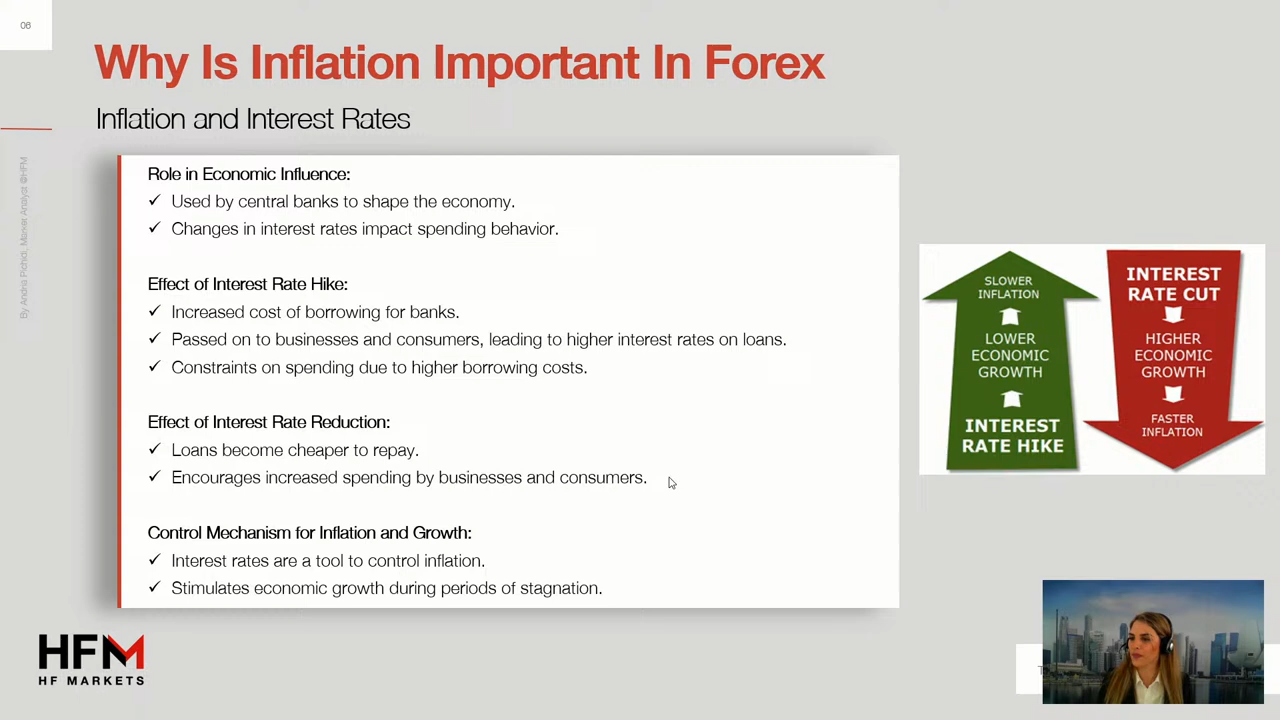 06
Why Is Inflation Important In Forex
Inflation and Interest Rates
By Andria Pichidi, Market Analyst @HFM
Role in Economic Influence:
✓ Used by central banks to shape the economy.
✓ Changes in interest rates impact spending behavior.
Effect of Interest Rate Hike:
✓ Increased cost of borrowing for banks.
✓ Passed on to businesses and consumers, leading to higher interest rates on loans.
✓ Constraints on spending due to higher borrowing costs.
Effect of Interest Rate Reduction:
✓ Loans become cheaper to repay.
✓ Encourages increased spending by businesses and consumers.
Control Mechanism for Inflation and Growth:
✓ Interest rates are a tool to control inflation.
✓ Stimulates economic growth during periods of stagnation.
SLOWER
INFLATION
LOWER
ECONOMIC
GROWTH
INTEREST
RATE HIKE
INTEREST
RATE CUT
HIGHER
ECONOMIC
GROWTH
FASTER
INFLATION
HFM
HF MARKETS